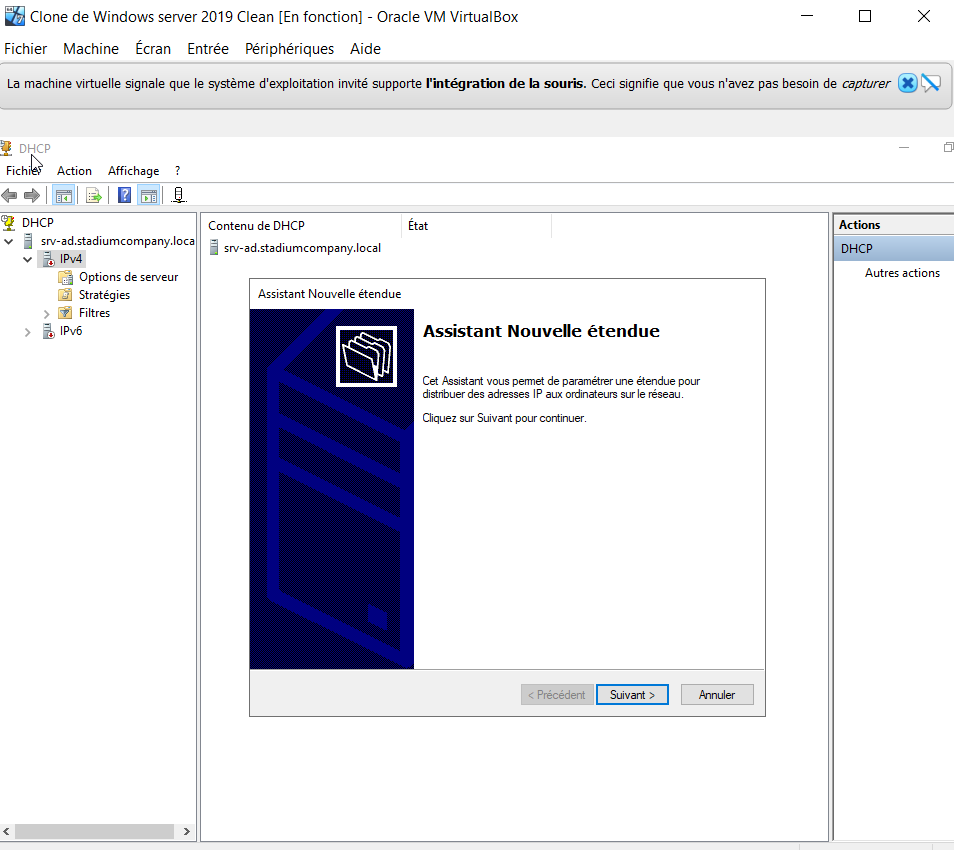 Clone de Windows server 2019 Clean [En fonction] - Oracle VM VirtualBox
Fichier Machine Écran Entrée Périphériques Aide
La machine virtuelle signale que le système d'exploitation invité supporte l'intégration de la souris. Ceci signifie que vous n'avez pas besoin de capturer
DHCP
Fichier Action Affichage ?
DHCP
srv-ad.stadiumcompany.loca
IPv4
Options de serveur
Stratégies
Filtres
IPv6
Contenu de DHCP État
srv-ad.stadiumcompany.local
Assistant Nouvelle étendue
Assistant Nouvelle étendue
Cet Assistant vous permet de paramétrer une étendue pour
distribuer des adresses IP aux ordinateurs sur le réseau.
Cliquez sur Suivant pour continuer.
< Précédent Suivant > Annuler
Actions
DHCP
Autres actions